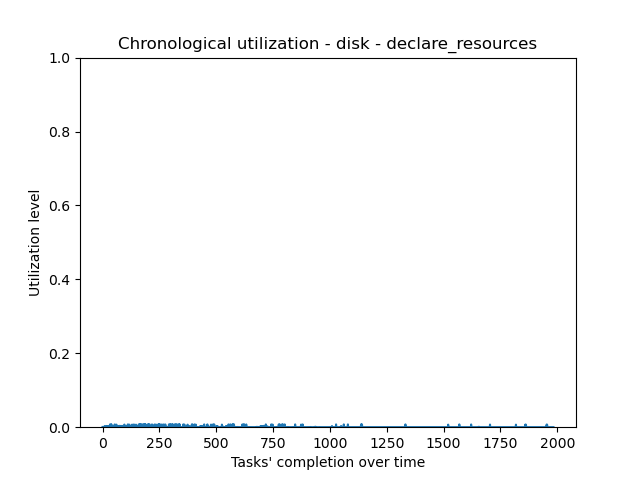 Chronological utilization - disk - declare_resources
1.0
0.8
0.6
0.4
0.2
0.0
Utilization level
0 250 500 750 1000 1250 1500 1750 2000
Tasks' completion over time